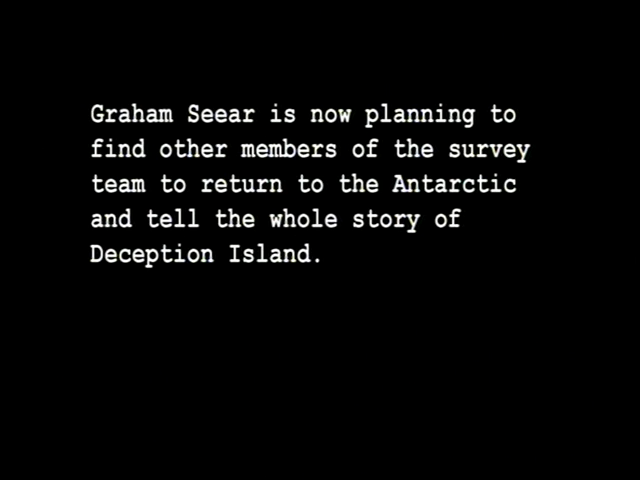 Graham Seear is now planning to
find other members of the survey
team to return to the Antarctic
and tell the whole story of
Deception Island.